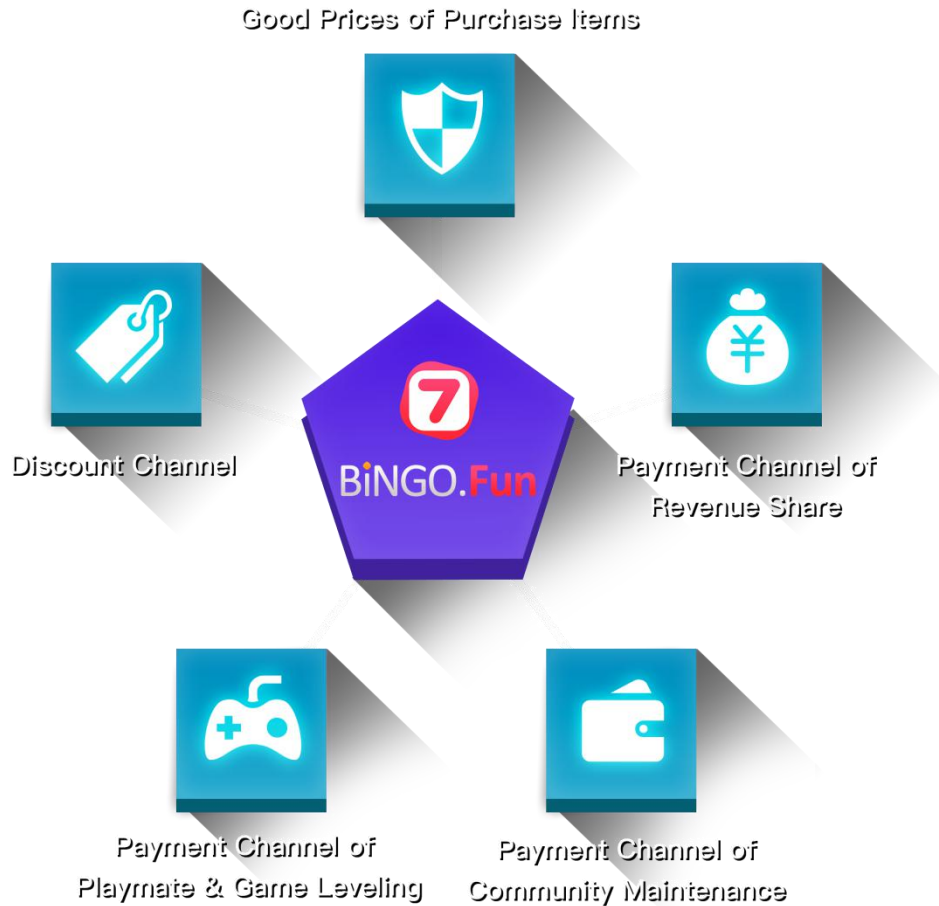 Good Prices of Purchase Items
¥
7
BiNGO.Fun
Discount Channel
Payment Channel of
Revenue Share
Payment Channel of
Playmate & Game Leveling
Payment Channel of
Community Maintenance